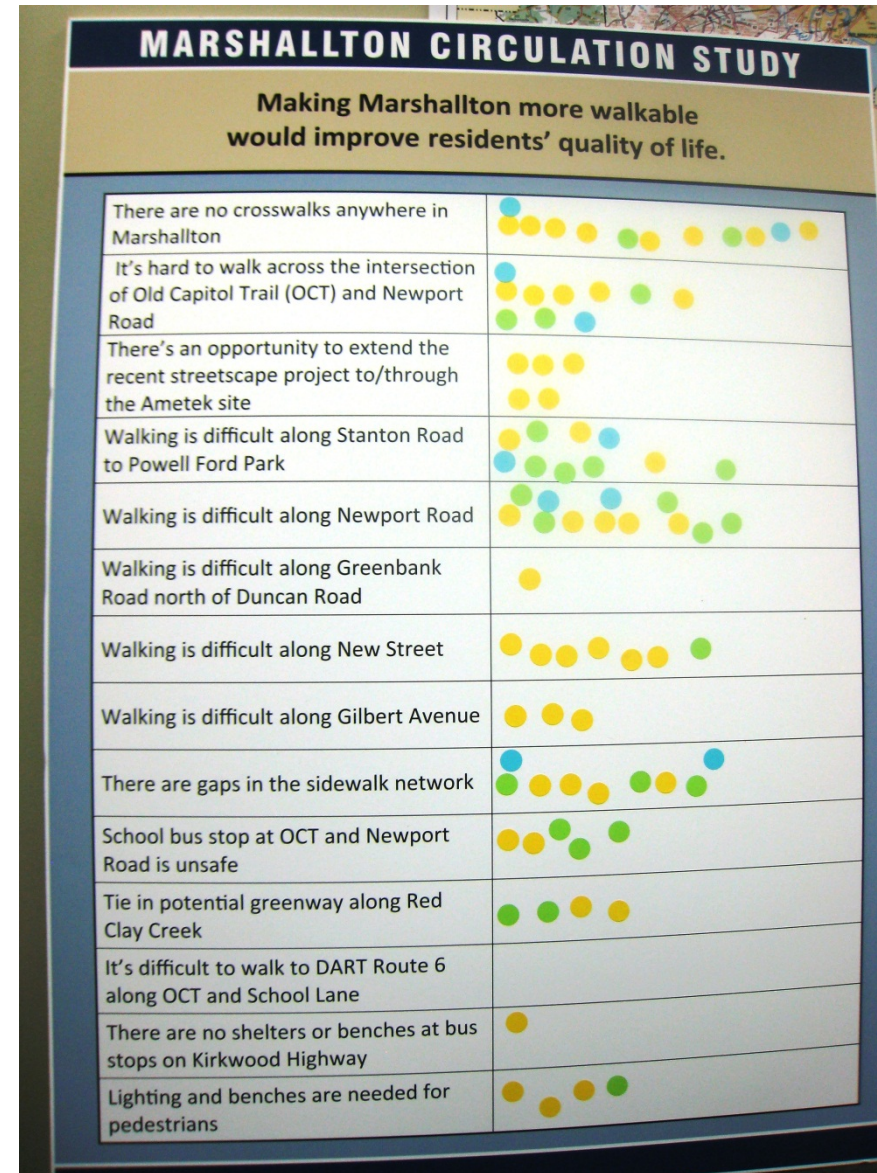 MARSHALLTON CIRCULATION STUDY
Making Marshallton more walkable
would improve residents' quality of life.
There are no crosswalks anywhere in
Marshallton
It's hard to walk across the intersection
of Old Capitol Trail (OCT) and Newport
Road
There's an opportunity to extend the
recent streetscape project to/through
the Ametek site
Walking is difficult along Stanton Road
to Powell Ford Park
Walking is difficult along Newport Road
Walking is difficult along Greenbank
Road north of Duncan Road
Walking is difficult along New Street
Walking is difficult along Gilbert Avenue
There are gaps in the sidewalk network
School bus stop at OCT and Newport
Road is unsafe
Tie in potential greenway along Red
Clay Creek
It's difficult to walk to DART Route 6
along OCT and School Lane
There are no shelters or benches at bus
stops on Kirkwood Highway
Lighting and benches are needed for
pedestrians